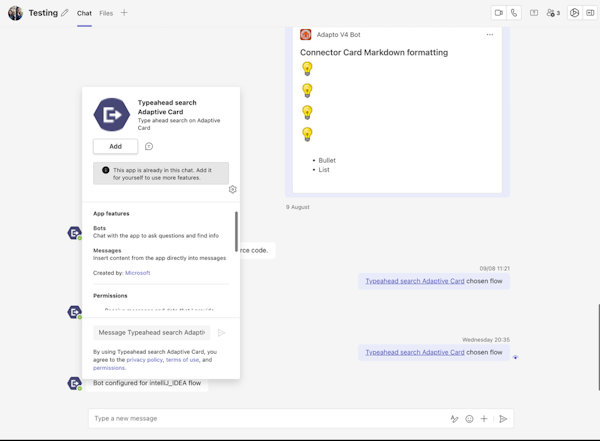 Testing
Chat
Files
3
Adapto V4 Bot
Connector Card Markdown formatting
Bullet
List
9 August
Typeahead search
Adaptive Card
Type ahead search on Adaptive
Card
Add
This app is already in this chat. Add it
for yourself to use more features.
App features
Bots
Chat with the app to ask questions and find info
Messages
Insert content from the app directly into messages
Created by: Microsoft
Permissions
rce code.
09/08 11:21
Typeahead search Adaptive Card chosen flow
Wednesday 20:35
Typeahead search Adaptive Card chosen flow
Message Typeahead search Adapti
By using Typeahead search Adaptive Card, you
agree to the privacy policy, terms of use, and
permissions.
Bot configured for intelliJ_IDEA flow
Type a new message